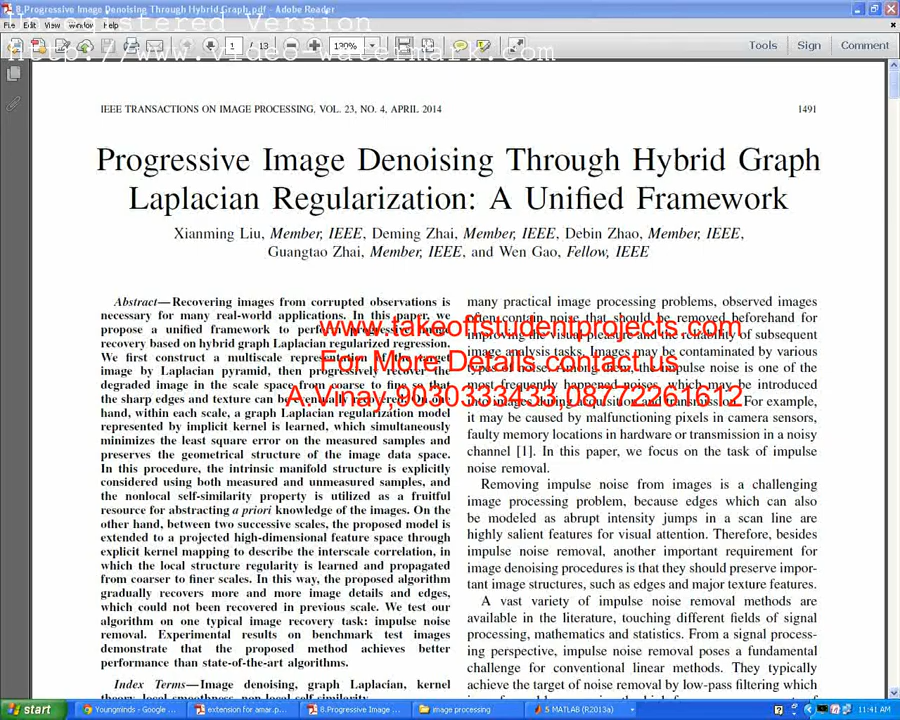 8.Progressive Image Denoising Through Hybrid Graph.pdf - Adobe Reader
Unregistered Version
File Edit View Window Help
http://www.video-watermark.com
1 / 13 130% Tools Sign Comment
IEEE TRANSACTIONS ON IMAGE PROCESSING, VOL. 23, NO. 4, APRIL 2014 1491
Progressive Image Denoising Through Hybrid Graph
Laplacian Regularization: A Unified Framework
Xianming Liu, Member, IEEE, Deming Zhai, Member, IEEE, Debin Zhao, Member, IEEE,
Guangtao Zhai, Member, IEEE, and Wen Gao, Fellow, IEEE
Abstract—Recovering images from corrupted observations is
necessary for many real-world applications. In this paper, we
propose a unified framework to perform progressive image
recovery based on hybrid graph Laplacian regularized regression.
We first construct a multiscale representation of the target
image by Laplacian pyramid, then progressively recover the
degraded image in the scale space from coarse to fine so that
the sharp edges and texture can be eventually recovered. On one
hand, within each scale, a graph Laplacian regularization model
represented by implicit kernel is learned, which simultaneously
minimizes the least square error on the measured samples and
preserves the geometrical structure of the image data space.
In this procedure, the intrinsic manifold structure is explicitly
considered using both measured and unmeasured samples, and
the nonlocal self-similarity property is utilized as a fruitful
resource for abstracting a priori knowledge of the images. On the
other hand, between two successive scales, the proposed model is
extended to a projected high-dimensional feature space through
explicit kernel mapping to describe the interscale correlation, in
which the local structure regularity is learned and propagated
from coarser to finer scales. In this way, the proposed algorithm
gradually recovers more and more image details and edges,
which could not been recovered in previous scale. We test our
algorithm on one typical image recovery task: impulse noise
removal. Experimental results on benchmark test images
demonstrate that the proposed method achieves better
performance than state-of-the-art algorithms.
Index Terms—Image denoising, graph Laplacian, kernel
theory, local smoothness, non-local self-similarity.
many practical image processing problems, observed images
often contain noise that should be removed beforehand for
improving the visual pleasure and the reliability of subsequent
image analysis tasks. Images may be contaminated by various
types of noise. Among them, the impulse noise is one of the
most frequently happened noises, which may be introduced
into images during acquisition and transmission. For example,
it may be caused by malfunctioning pixels in camera sensors,
faulty memory locations in hardware or transmission in a noisy
channel [1]. In this paper, we focus on the task of impulse
noise removal.
Removing impulse noise from images is a challenging
image processing problem, because edges which can also
be modeled as abrupt intensity jumps in a scan line are
highly salient features for visual attention. Therefore, besides
impulse noise removal, another important requirement for
image denoising procedures is that they should preserve impor-
tant image structures, such as edges and major texture features.
A vast variety of impulse noise removal methods are
available in the literature, touching different fields of signal
processing, mathematics and statistics. From a signal process-
ing perspective, impulse noise removal poses a fundamental
challenge for conventional linear methods. They typically
achieve the target of noise removal by low-pass filtering which
www.takeoffstudentprojects.com
For More Details contact us
A.Vinay,9030333433,08772261612
start Youngminds - Google ... extension for amar.p... 8.Progressive Image ... image processing 5 MATLAB (R2013a) 11:41 AM